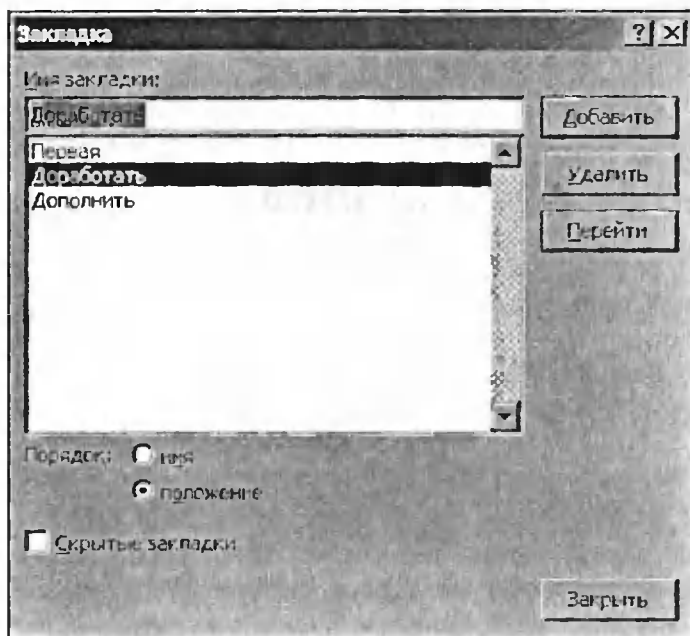 Закладка
Имя закладки:
Доработать
Добавить
Первая
Доработать
Удалить
Дополнить
Перейти
Порядок: имя
положение
Скрытые закладки
Закрыть